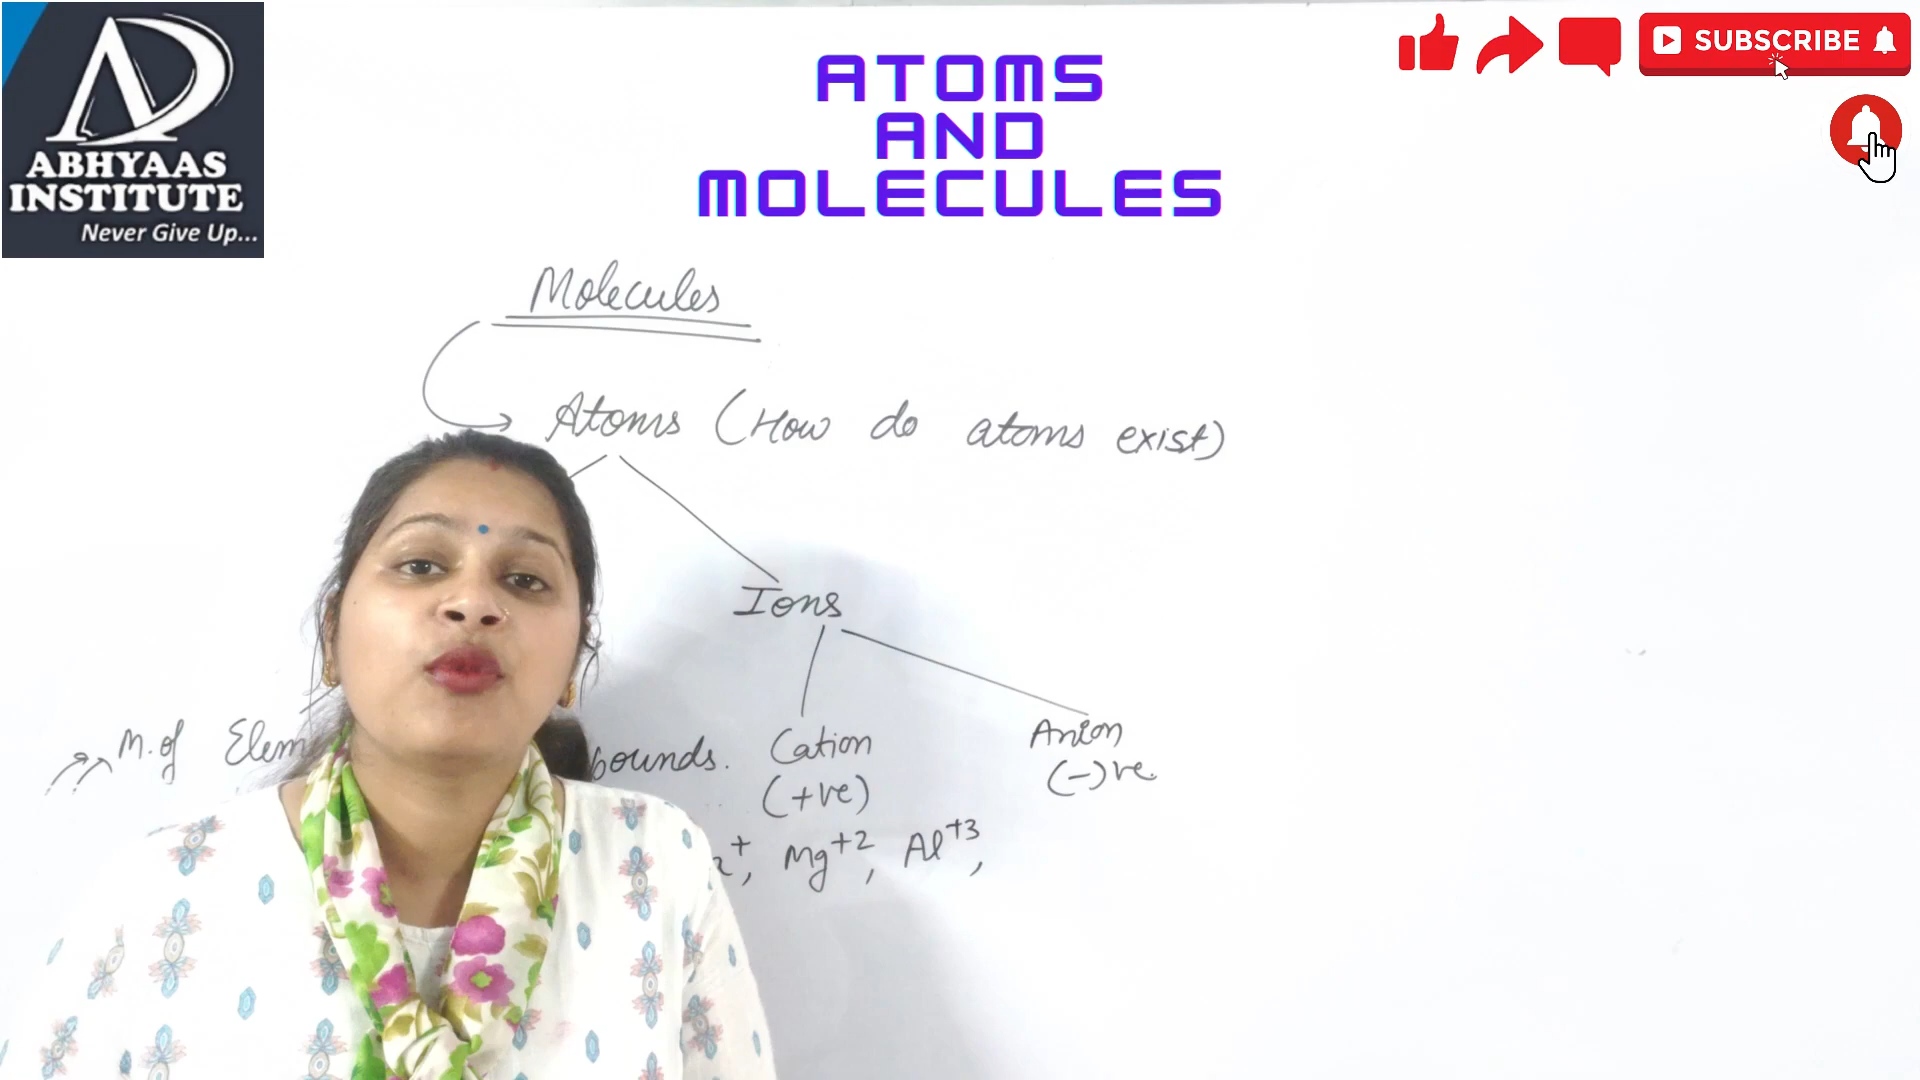 ABHYAAS
INSTITUTE
Never Give Up...
SUBSCRIBE
ATOMS
AND
MOLECULES
Molecules
Atoms (How do atoms exist)
Ions
M. of Elem
pounds. Cation
Anion
(+ve)
(-)ve.
+, Mg+2, Al+3,